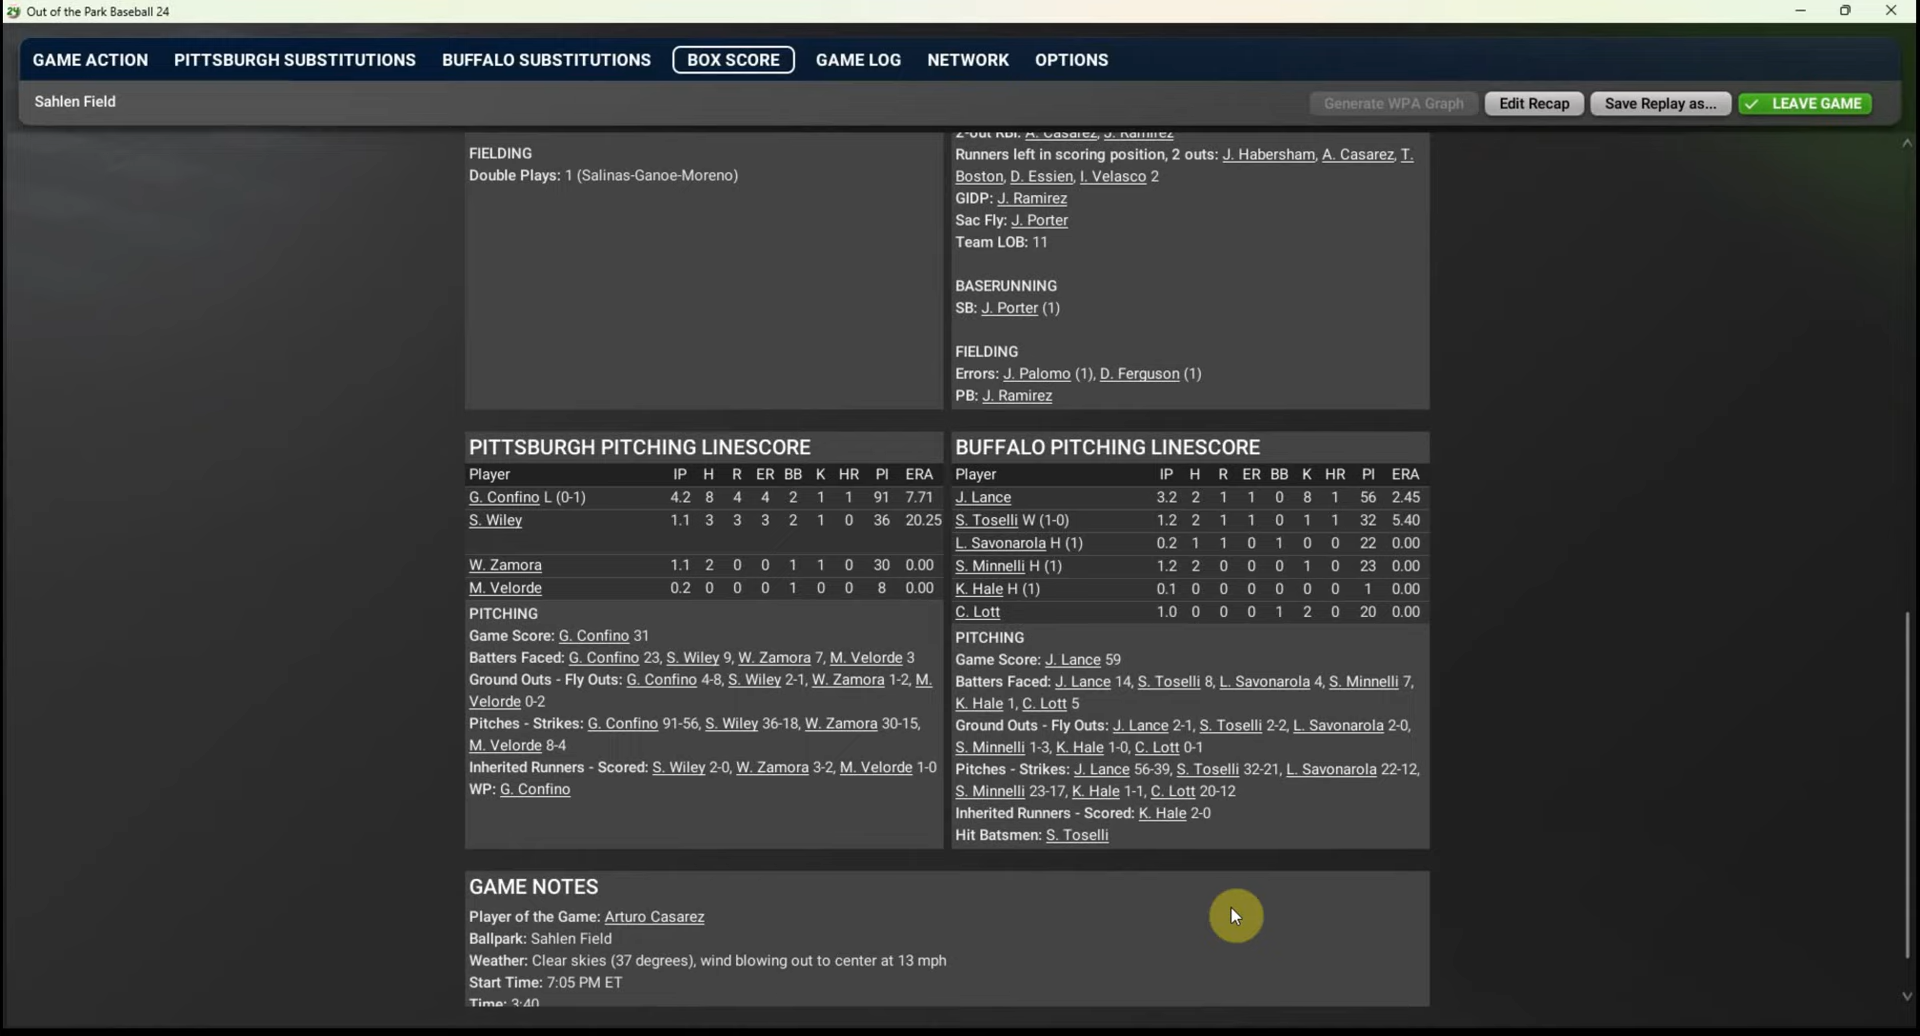 Out of the Park Baseball 24
GAME ACTION PITTSBURGH SUBSTITUTIONS BUFFALO SUBSTITUTIONS BOX SCORE GAME LOG NETWORK OPTIONS
Sahlen Field
Generate WPA Graph Edit Recap Save Replay as... LEAVE GAME
FIELDING
Double Plays: 1 (Salinas-Ganoe-Moreno)
2-out RBI: A. Casarez, J. Ramirez
Runners left in scoring position, 2 outs: J. Habersham, A. Casarez, T.
Boston, D. Essien, I. Velasco 2
GIDP: J. Ramirez
Sac Fly: J. Porter
Team LOB: 11
BASERUNNING
SB: J. Porter (1)
FIELDING
Errors: J. Palomo (1), D. Ferguson (1)
PB: J. Ramirez
PITTSBURGH PITCHING LINESCORE
Player IP H R ER BB K HR PI ERA
G. Confino L (0-1) 4.2 8 4 4 2 1 1 91 7.71
S. Wiley 1.1 3 3 3 2 1 0 36 20.25
W. Zamora 1.1 2 0 0 1 1 0 30 0.00
M. Velorde 0.2 0 0 0 1 0 0 8 0.00
PITCHING
Game Score: G. Confino 31
Batters Faced: G. Confino 23, S. Wiley 9, W. Zamora 7, M. Velorde 3
Ground Outs - Fly Outs: G. Confino 4-8, S. Wiley 2-1, W. Zamora 1-2, M.
Velorde 0-2
Pitches - Strikes: G. Confino 91-56, S. Wiley 36-18, W. Zamora 30-15,
M. Velorde 8-4
Inherited Runners - Scored: S. Wiley 2-0, W. Zamora 3-2, M. Velorde 1-0
WP: G. Confino
BUFFALO PITCHING LINESCORE
Player IP H R ER BB K HR PI ERA
J. Lance 3.2 2 1 1 0 8 1 56 2.45
S. Toselli W (1-0) 1.2 2 1 1 0 1 1 32 5.40
L. Savonarola H (1) 0.2 1 1 0 1 0 0 22 0.00
S. Minnelli H (1) 1.2 2 0 0 0 1 0 23 0.00
K. Hale H (1) 0.1 0 0 0 0 0 0 1 0.00
C. Lott 1.0 0 0 0 1 2 0 20 0.00
PITCHING
Game Score: J. Lance 59
Batters Faced: J. Lance 14, S. Toselli 8, L. Savonarola 4, S. Minnelli 7,
K. Hale 1, C. Lott 5
Ground Outs - Fly Outs: J. Lance 2-1, S. Toselli 2-2, L. Savonarola 2-0,
S. Minnelli 1-3, K. Hale 1-0, C. Lott 0-1
Pitches - Strikes: J. Lance 56-39, S. Toselli 32-21, L. Savonarola 22-12,
S. Minnelli 23-17, K. Hale 1-1, C. Lott 20-12
Inherited Runners - Scored: K. Hale 2-0
Hit Batsmen: S. Toselli
GAME NOTES
Player of the Game: Arturo Casarez
Ballpark: Sahlen Field
Weather: Clear skies (37 degrees), wind blowing out to center at 13 mph
Start Time: 7:05 PM ET
Time: 3:40